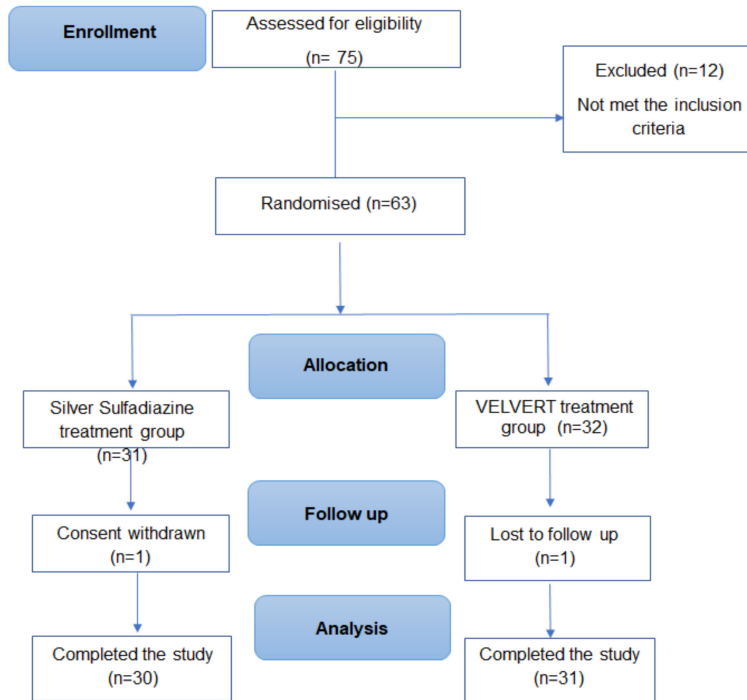 Enrollment
Assessed for eligibility
(n= 75)
Excluded (n=12)
Not met the inclusion
criteria
Randomised (n=63)
Allocation
Silver Sulfadiazine
treatment group
(n=31)
VELVERT treatment
group (n=32)
Follow up
Consent withdrawn
(n=1)
Lost to follow up
(n=1)
Analysis
Completed the study
(n=30)
Completed the study
(n=31)